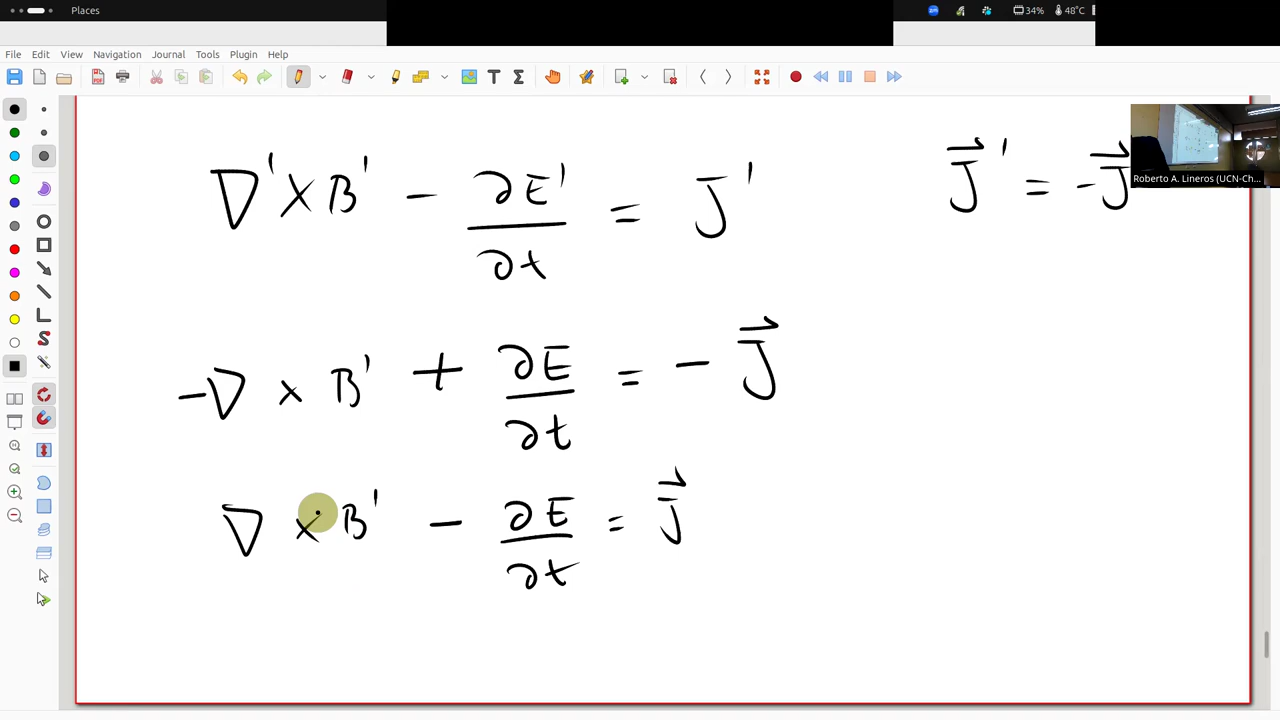 Places
34% 48°C
File Edit View Navigation Journal Tools Plugin Help
∇' × B' − ∂E'/∂t = J'
J⃗' = -J⃗
Roberto A. Lineros (UCN-Ch...
−∇ × B' + ∂E/∂t = − J⃗
∇ × B' − ∂E/∂t = J⃗